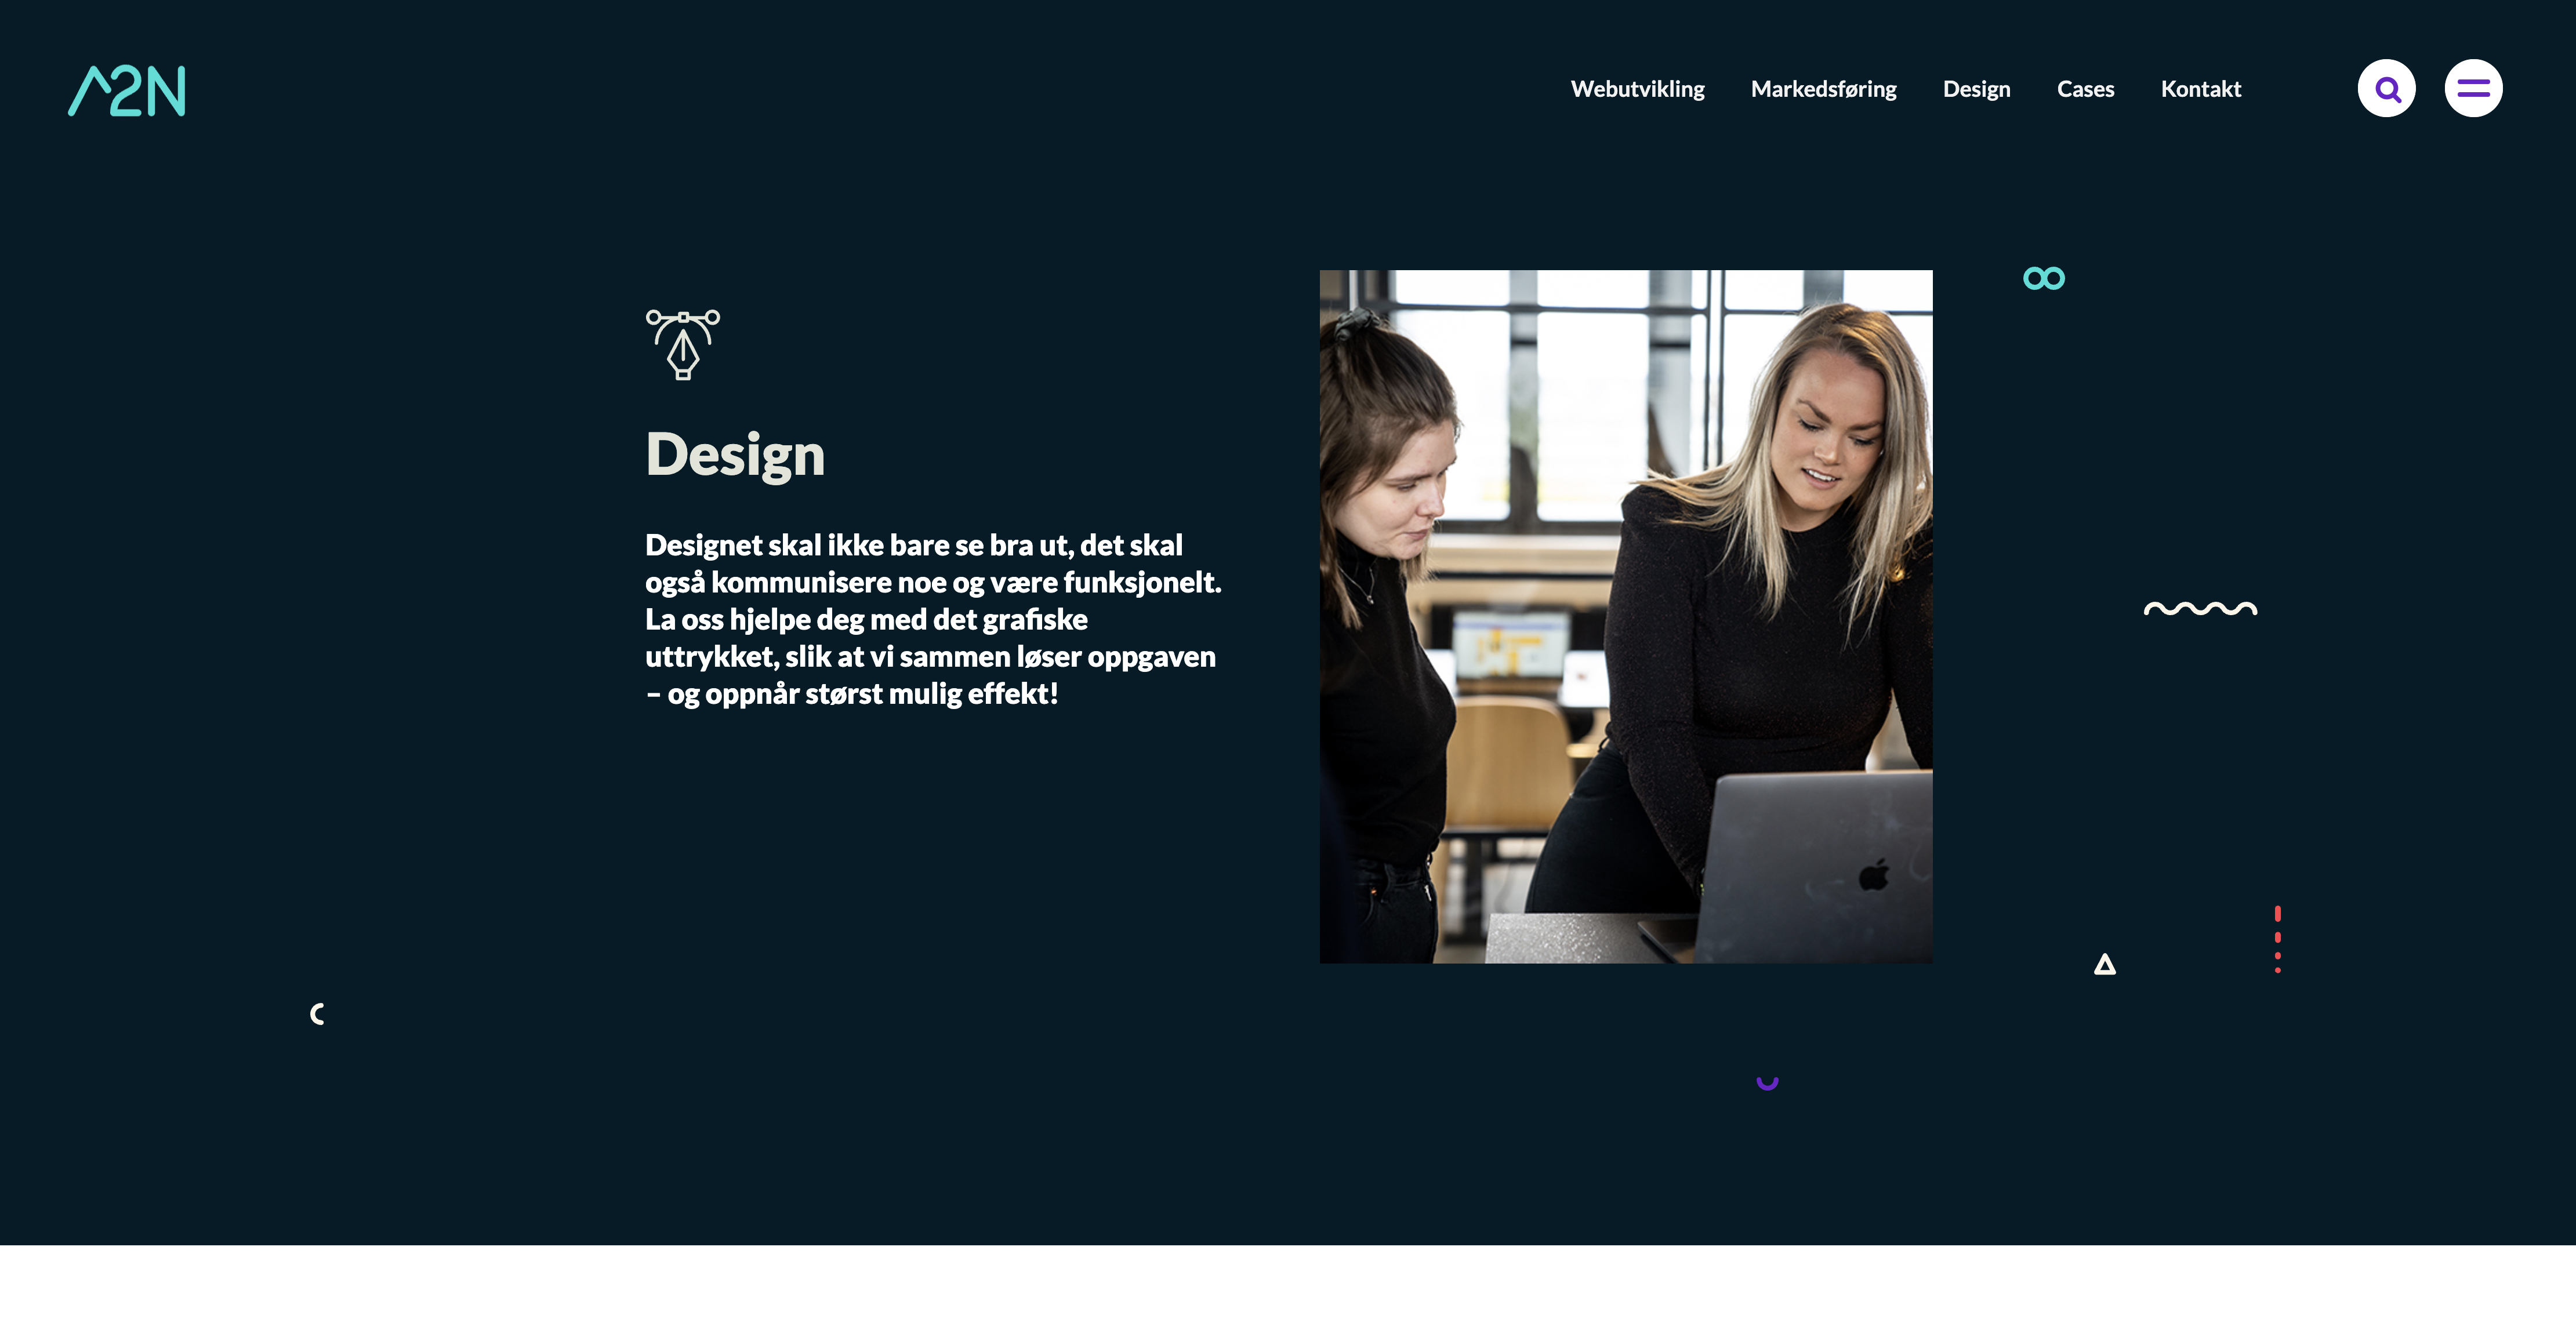 A2N
Webutvikling Markedsføring Design Cases Kontakt
Design
Designet skal ikke bare se bra ut, det skal
også kommunisere noe og være funksjonelt.
La oss hjelpe deg med det grafiske
uttrykket, slik at vi sammen løser oppgaven
– og oppnår størst mulig effekt!